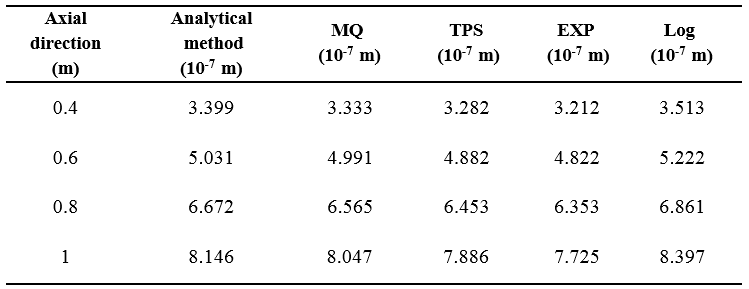 Axial direction (m) Analytical method (10-7 m) MQ (10-7 m) TPS (10-7 m) EXP (10-7 m) Log (10-7 m)
0.4 3.399 3.333 3.282 3.212 3.513
0.6 5.031 4.991 4.882 4.822 5.222
0.8 6.672 6.565 6.453 6.353 6.861
1 8.146 8.047 7.886 7.725 8.397